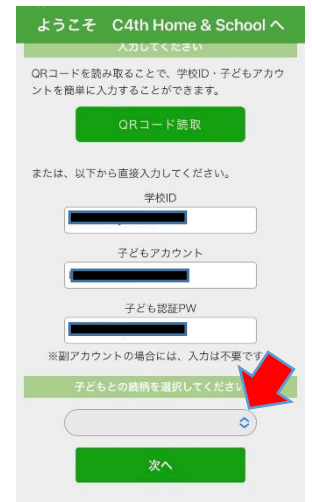 ようこそ C4th Home & School へ
入力してください
QRコードを読み取ることで、学校ID・子どもアカウ
ントを簡単に入力することができます。
QRコード読取
または、以下から直接入力してください。
学校ID
子どもアカウント
子ども認証PW
※副アカウントの場合には、入力は不要です
子どもとの続柄を選択してください
次へ